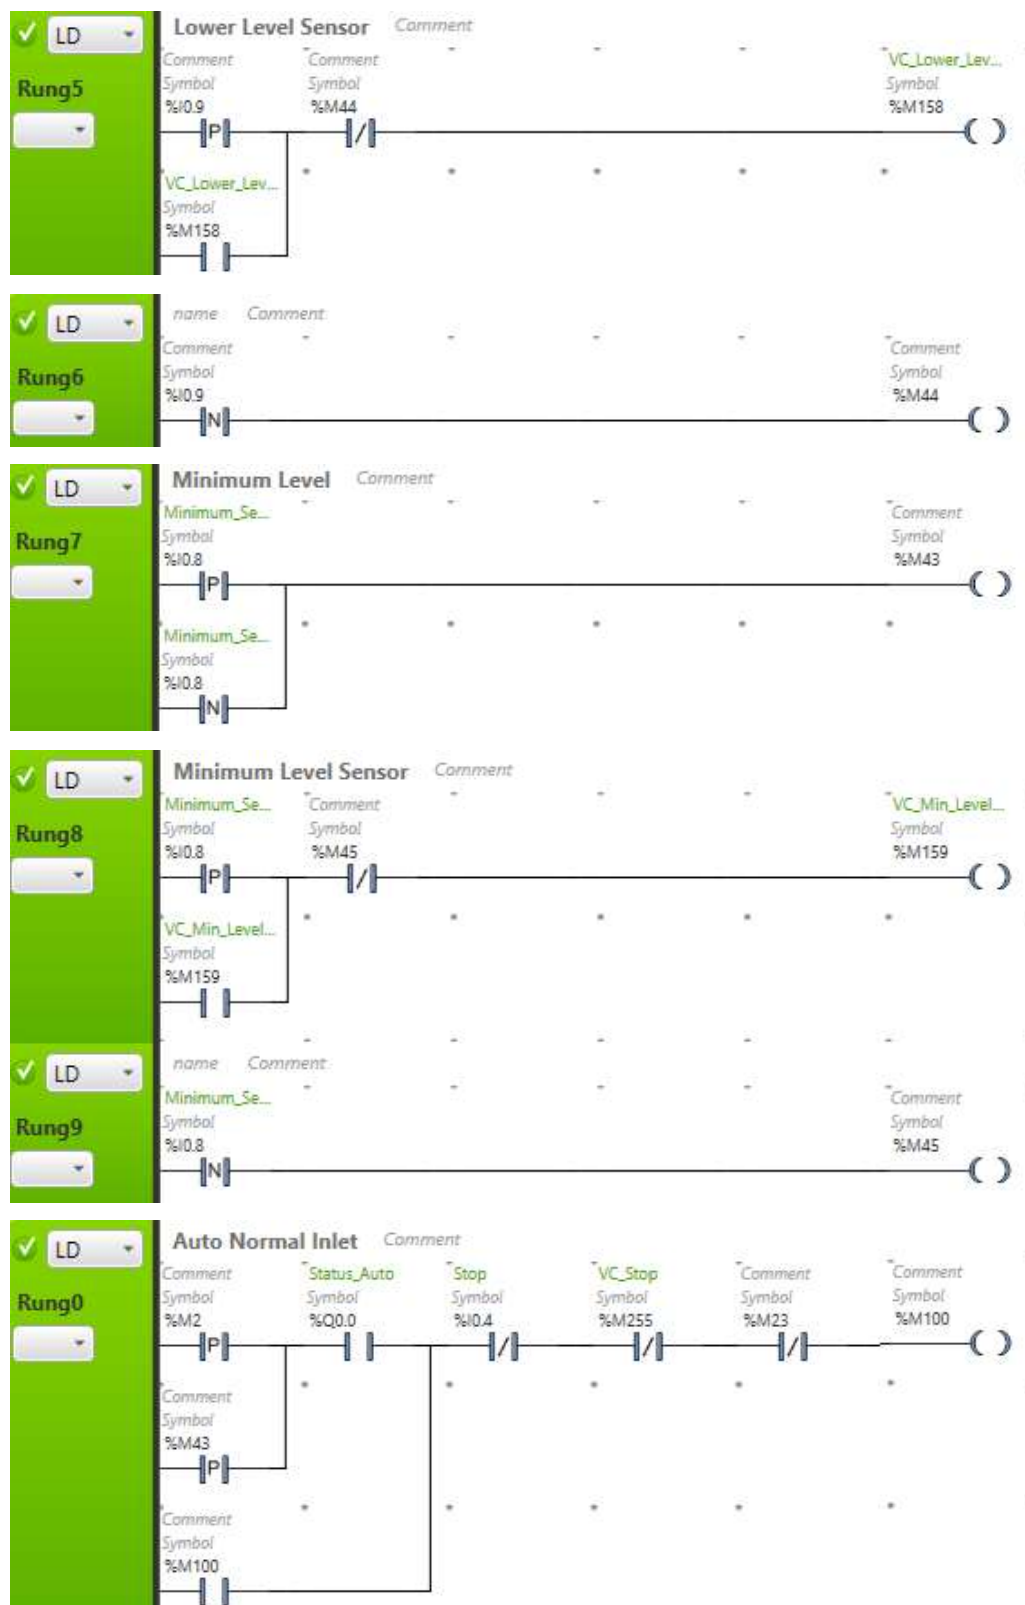 LD
Lower Level Sensor Comment
Rung5
Comment Comment VC_Lower_Lev...
Symbol Symbol Symbol
%I0.9 %M44 %M158
P / ( )
VC_Lower_Lev...
Symbol
%M158
LD
name Comment
Rung6
Comment Comment
Symbol Symbol
%I0.9 %M44
N ( )
LD
Minimum Level Comment
Rung7
Minimum_Se... Comment
Symbol Symbol
%I0.8 %M43
P ( )
Minimum_Se...
Symbol
%I0.8
N
LD
Minimum Level Sensor Comment
Rung8
Minimum_Se... Comment VC_Min_Level...
Symbol Symbol Symbol
%I0.8 %M45 %M159
P / ( )
VC_Min_Level...
Symbol
%M159
LD
name Comment
Rung9
Minimum_Se... Comment
Symbol Symbol
%I0.8 %M45
N ( )
LD
Auto Normal Inlet Comment
Rung0
Comment Status_Auto Stop VC_Stop Comment Comment
Symbol Symbol Symbol Symbol Symbol Symbol
%M2 %Q0.0 %I0.4 %M255 %M23 %M100
P / / / ( )
Comment
Symbol
%M43
P
Comment
Symbol
%M100